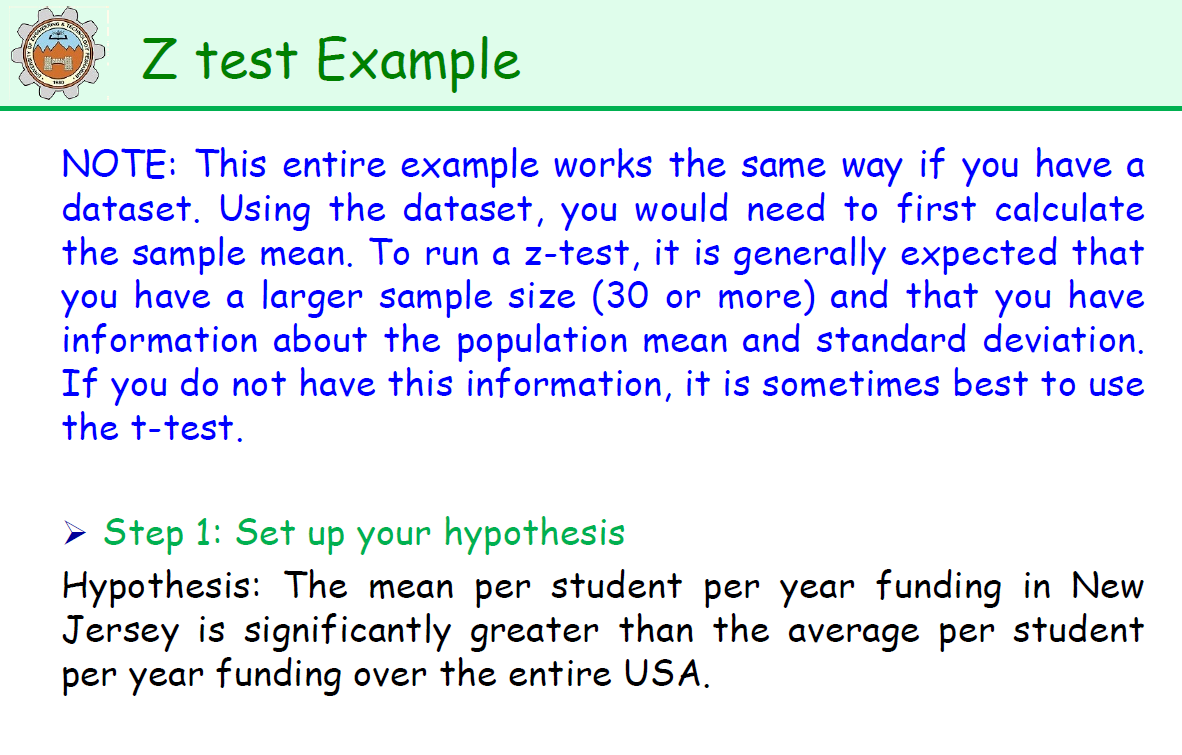 Z test Example
NOTE: This entire example works the same way if you have a
dataset. Using the dataset, you would need to first calculate
the sample mean. To run a z-test, it is generally expected that
you have a larger sample size (30 or more) and that you have
information about the population mean and standard deviation.
If you do not have this information, it is sometimes best to use
the t-test.
Step 1: Set up your hypothesis
Hypothesis: The mean per student per year funding in New
Jersey is significantly greater than the average per student
per year funding over the entire USA.